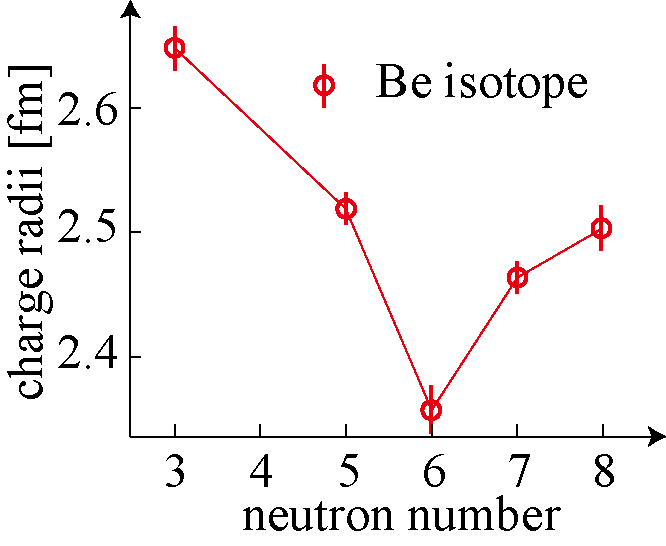 charge radii [fm]
Be isotope
2.6
2.5
2.4
3 4 5 6 7 8
neutron number